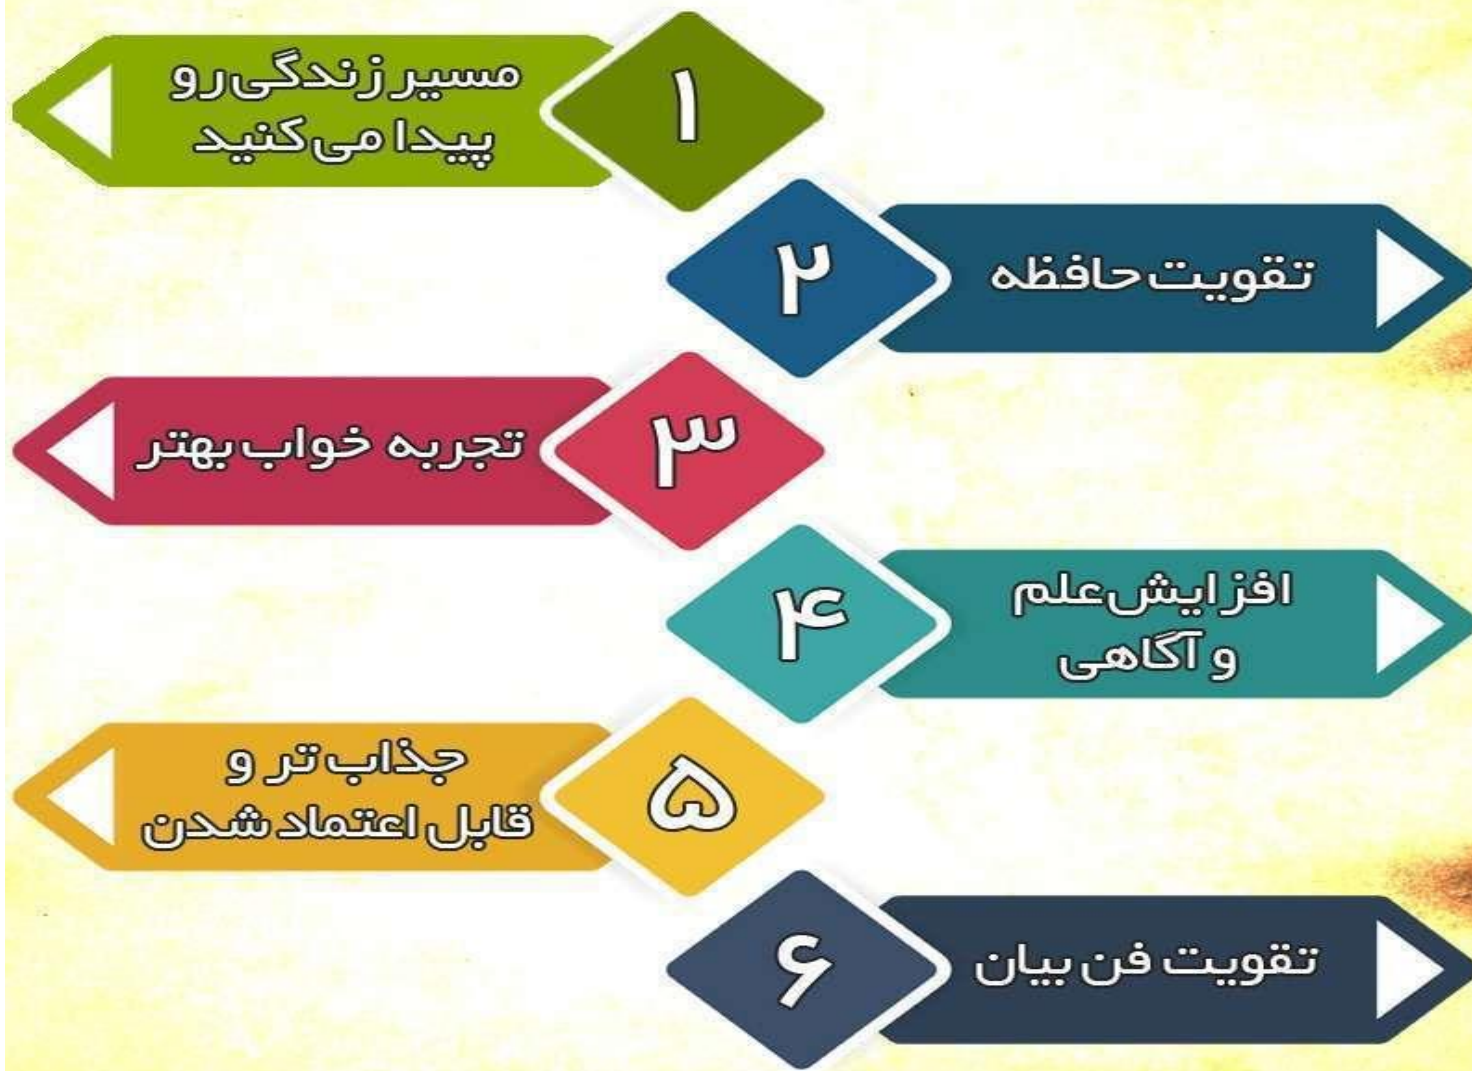 ۱
مسیر زندگی رو
پیدا می‌کنید
۲
تقویت حافظه
۳
تجربه خواب بهتر
۴
افزایش علم
و آگاهی
۵
جذاب تر و
قابل اعتماد شدن
۶
تقویت فن بیان